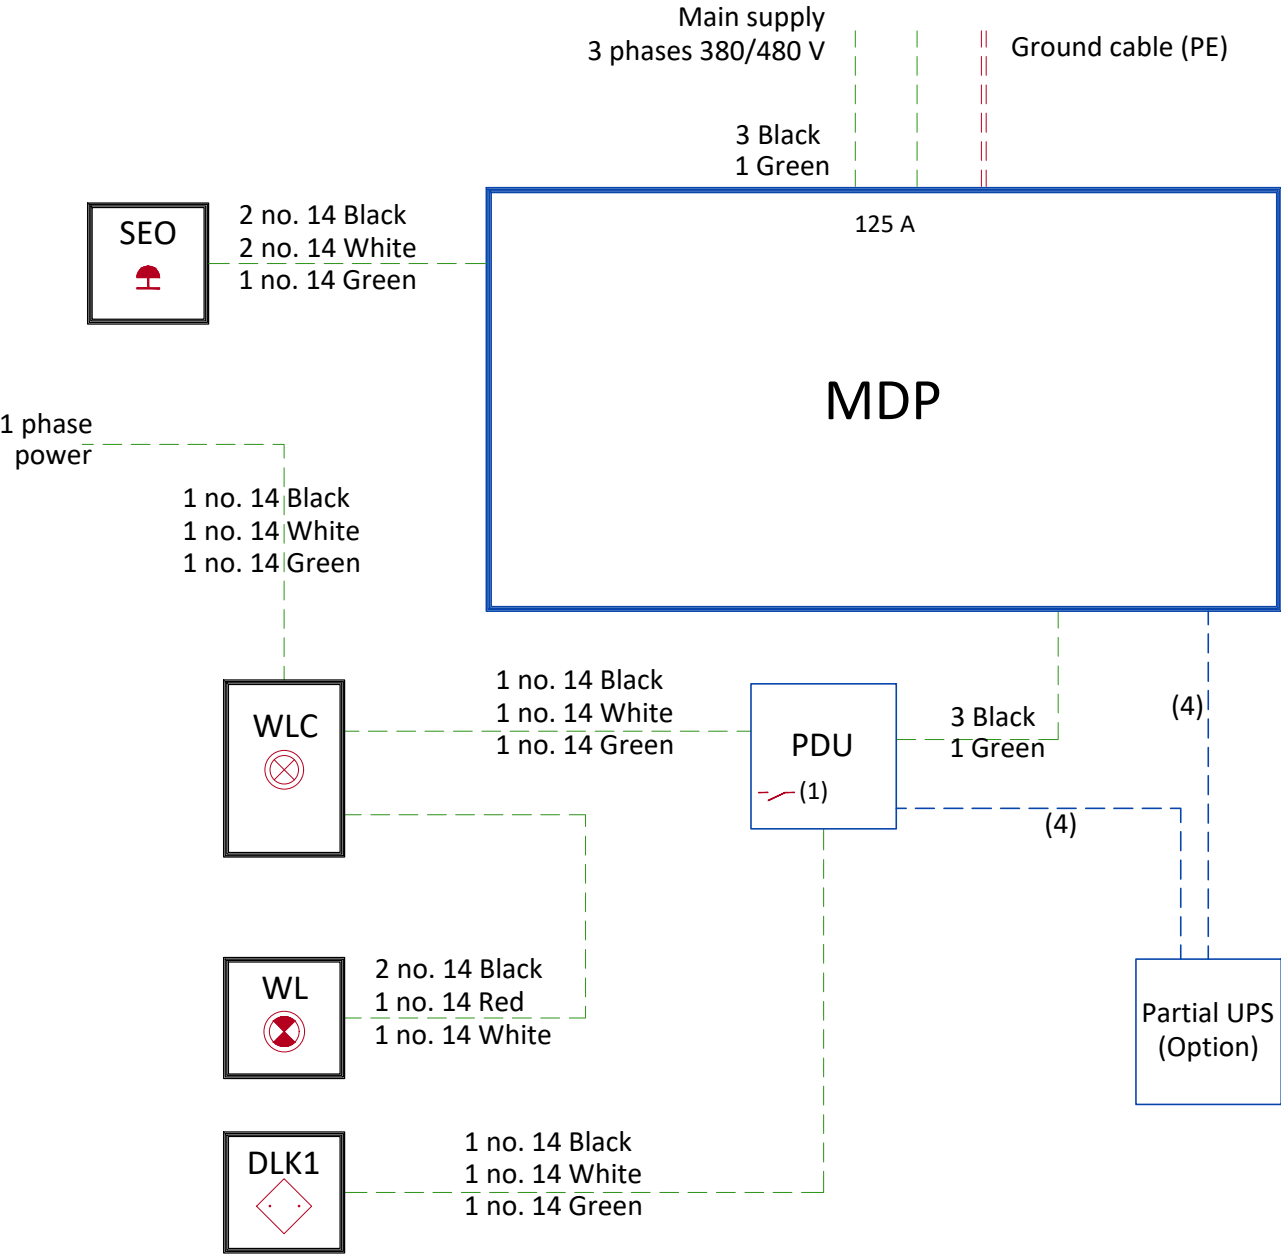 Main supply
3 phases 380/480 V
Ground cable (PE)
3 Black
1 Green
125 A
MDP
SEO
2 no. 14 Black
2 no. 14 White
1 no. 14 Green
1 phase
power
1 no. 14 Black
1 no. 14 White
1 no. 14 Green
WLC
1 no. 14 Black
1 no. 14 White
1 no. 14 Green
PDU
(1)
3 Black
1 Green
(4)
(4)
WL
2 no. 14 Black
1 no. 14 Red
1 no. 14 White
Partial UPS
(Option)
DLK1
1 no. 14 Black
1 no. 14 White
1 no. 14 Green